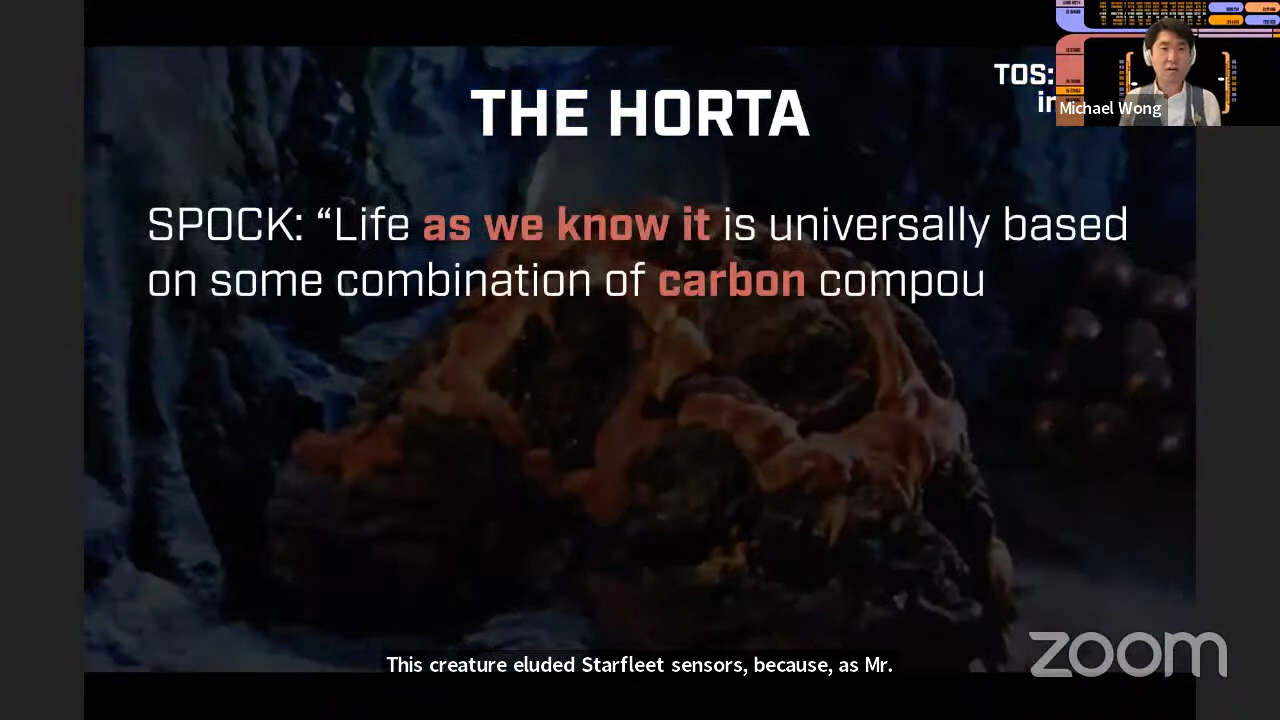 THE HORTA
TOS:
in
Michael Wong
SPOCK: “Life as we know it is universally based
on some combination of carbon compou
This creature eluded Starfleet sensors, because, as Mr.
zoom